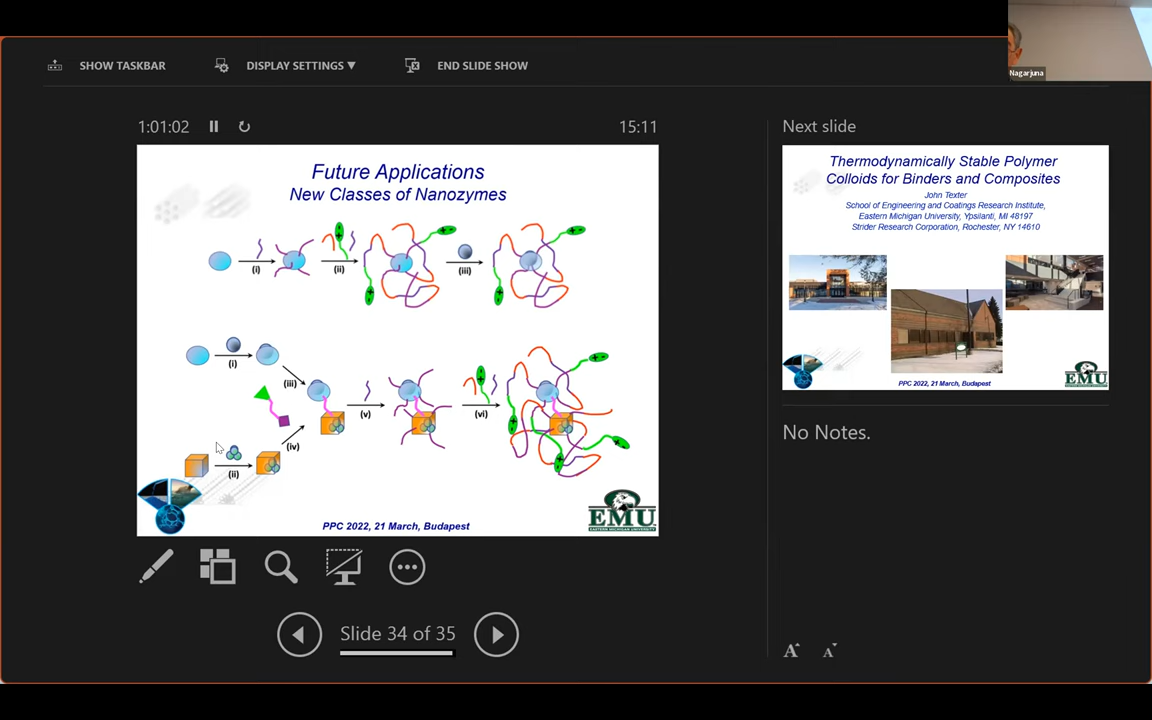 SHOW TASKBAR
DISPLAY SETTINGS ▼
END SLIDE SHOW
Nagarjuna
1:01:02
15:11
Next slide
Future Applications
New Classes of Nanozymes
(i)
(ii)
(iii)
(i)
(iii)
(v)
(vi)
(iv)
(ii)
PPC 2022, 21 March, Budapest
EMU
EASTERN MICHIGAN UNIVERSITY
Thermodynamically Stable Polymer
Colloids for Binders and Composites
John Texter
School of Engineering and Coatings Research Institute,
Eastern Michigan University, Ypsilanti, MI 48197
Strider Research Corporation, Rochester, NY 14610
PPC 2022, 21 March, Budapest
EMU
No Notes.
Slide 34 of 35
A A